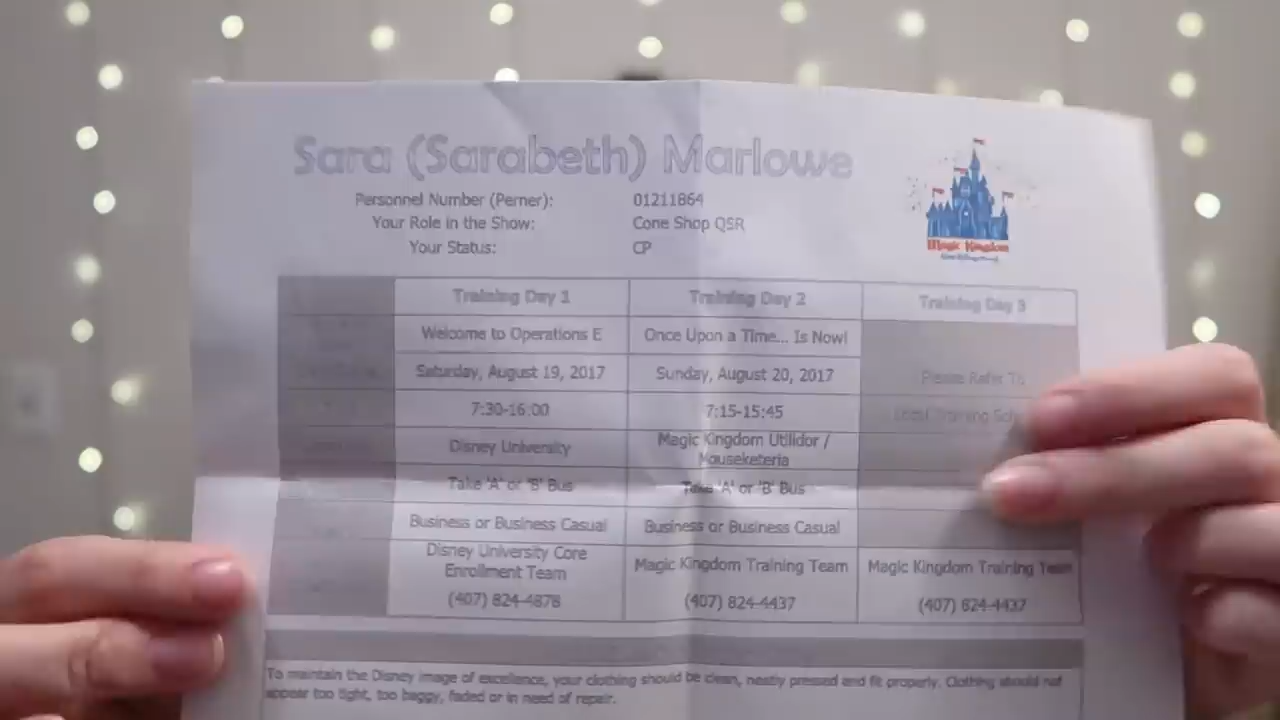 Sara (Sarabeth) Marlowe
Personnel Number (Perner): 01211864
Your Role in the Show: Cone Shop QSR
Your Status: CP
Magic Kingdom
Training Day 1 Training Day 2 Training Day 3
Welcome to Operations E Once Upon a Time... Is Now!
Saturday, August 19, 2017 Sunday, August 20, 2017 Please Refer To
7:30-16:00 7:15-15:45 Local Training
Disney University Magic Kingdom Utilidor /
Mouseketeria
Take 'A' or 'B' Bus Take 'A' or 'B' Bus
Business or Business Casual Business or Business Casual
Disney University Core
Enrollment Team Magic Kingdom Training Team Magic Kingdom Training Team
(407) 824-4878 (407) 824-4437 (407) 824-4437
To maintain the Disney image of excellence, your clothing should be clean, neatly pressed and fit properly. Clothing should not
appear too tight, too baggy, faded or in need of repair.